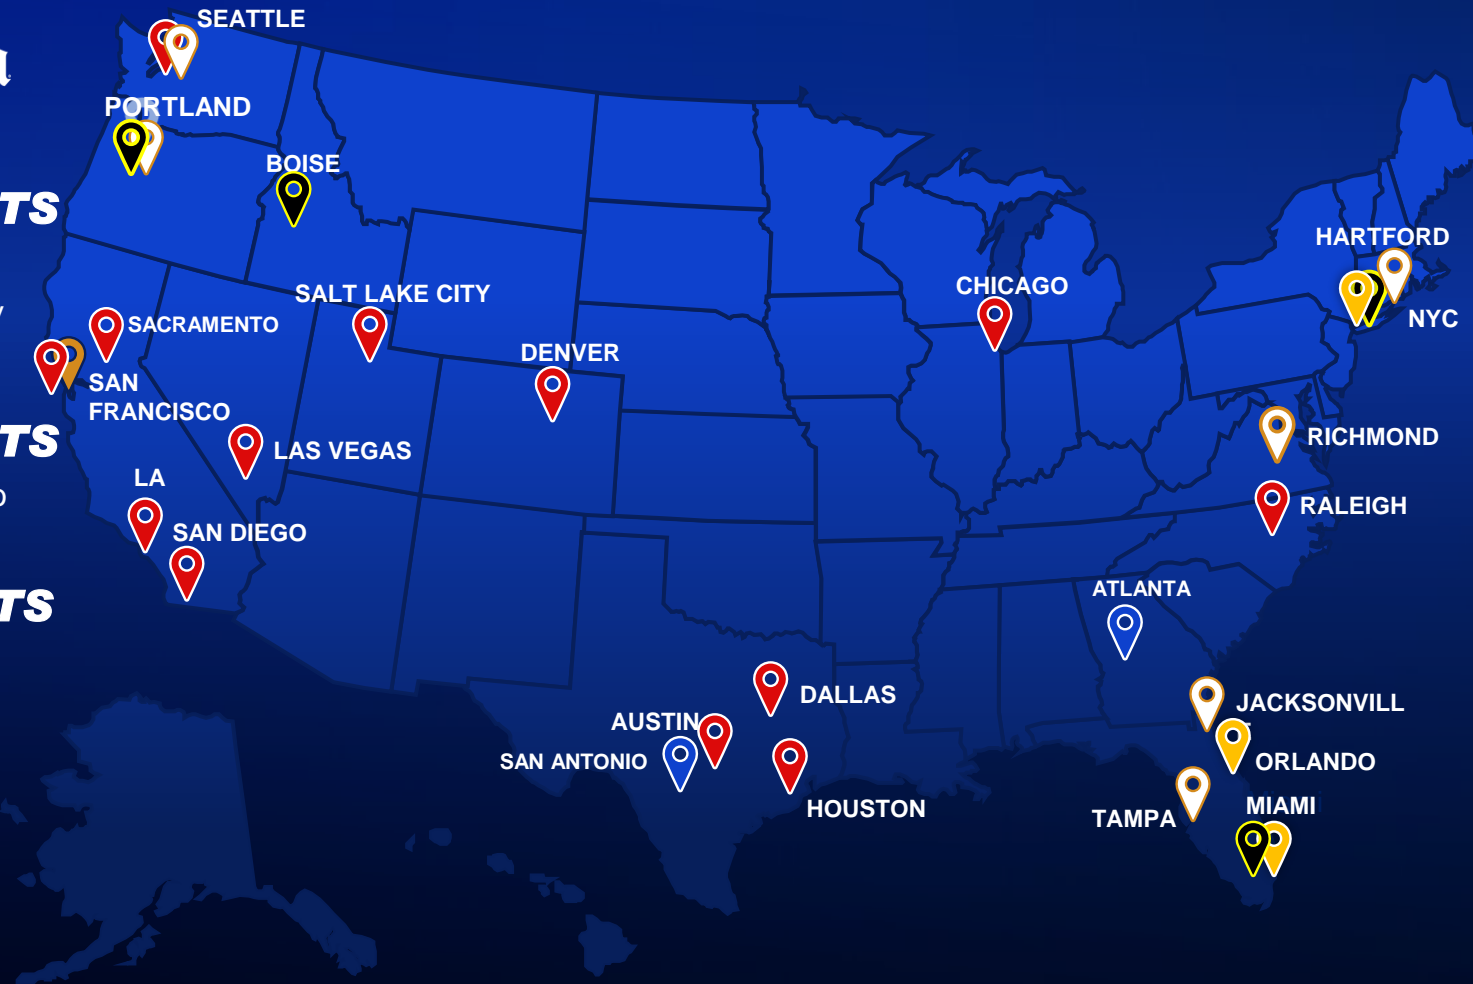 SEATTLE
PORTLAND
BOISE
TS
HARTFORD
CHICAGO
SALT LAKE CITY
NYC
SACRAMENTO
DENVER
SAN
FRANCISCO
TS
RICHMOND
LAS VEGAS
LA
RALEIGH
SAN DIEGO
ATLANTA
TS
DALLAS
JACKSONVILL
AUSTIN
SAN ANTONIO
ORLANDO
HOUSTON
MIAMI
TAMPA